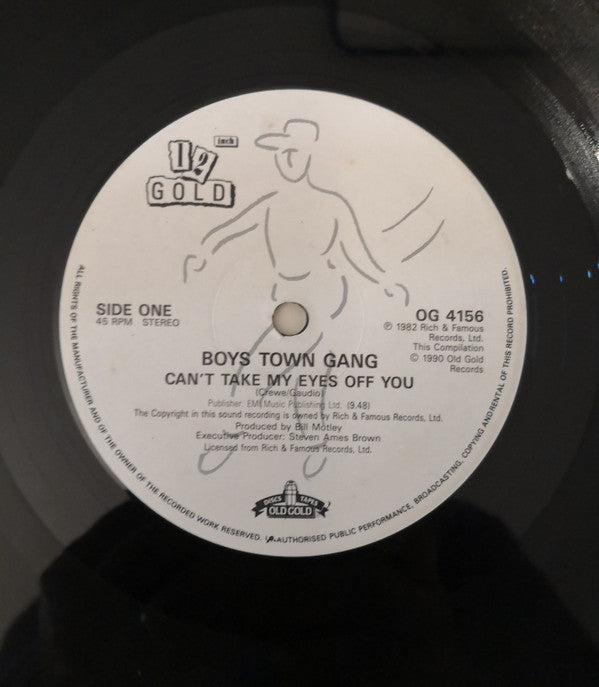 12 inch
GOLD
SIDE ONE
45 RPM STEREO
OG 4156
℗ 1982 Rich & Famous
Records, Ltd.
This Compilation
© 1990 Old Gold
Records
BOYS TOWN GANG
CAN'T TAKE MY EYES OFF YOU
(Crewe/Gaudio)
Publisher: EMI Music Publishing Ltd. (9.48)
The Copyright in this sound recording is owned by Rich & Famous Records, Ltd.
Produced by Bill Motley
Executive Producer: Steven Ames Brown
Licensed from Rich & Famous Records, Ltd.
DISCS TAPES
OLD GOLD
ALL RIGHTS OF THE MANUFACTURER AND OF THE OWNER OF THE RECORDED WORK RESERVED. UNAUTHORISED PUBLIC PERFORMANCE, BROADCASTING, COPYING AND RENTAL OF THIS RECORD PROHIBITED.